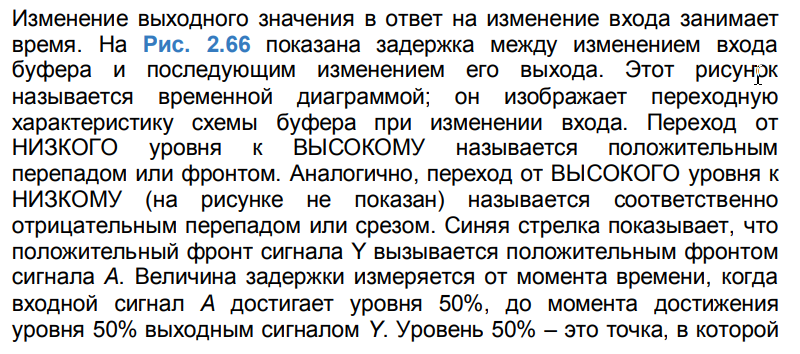 Изменение выходного значения в ответ на изменение входа занимает
время. На Рис. 2.66 показана задержка между изменением входа
буфера и последующим изменением его выхода. Этот рисунок
называется временной диаграммой; он изображает переходную
характеристику схемы буфера при изменении входа. Переход от
НИЗКОГО уровня к ВЫСОКОМУ называется положительным
перепадом или фронтом. Аналогично, переход от ВЫСОКОГО уровня к
НИЗКОМУ (на рисунке не показан) называется соответственно
отрицательным перепадом или срезом. Синяя стрелка показывает, что
положительный фронт сигнала Y вызывается положительным фронтом
сигнала A. Величина задержки измеряется от момента времени, когда
входной сигнал A достигает уровня 50%, до момента достижения
уровня 50% выходным сигналом Y. Уровень 50% – это точка, в которой